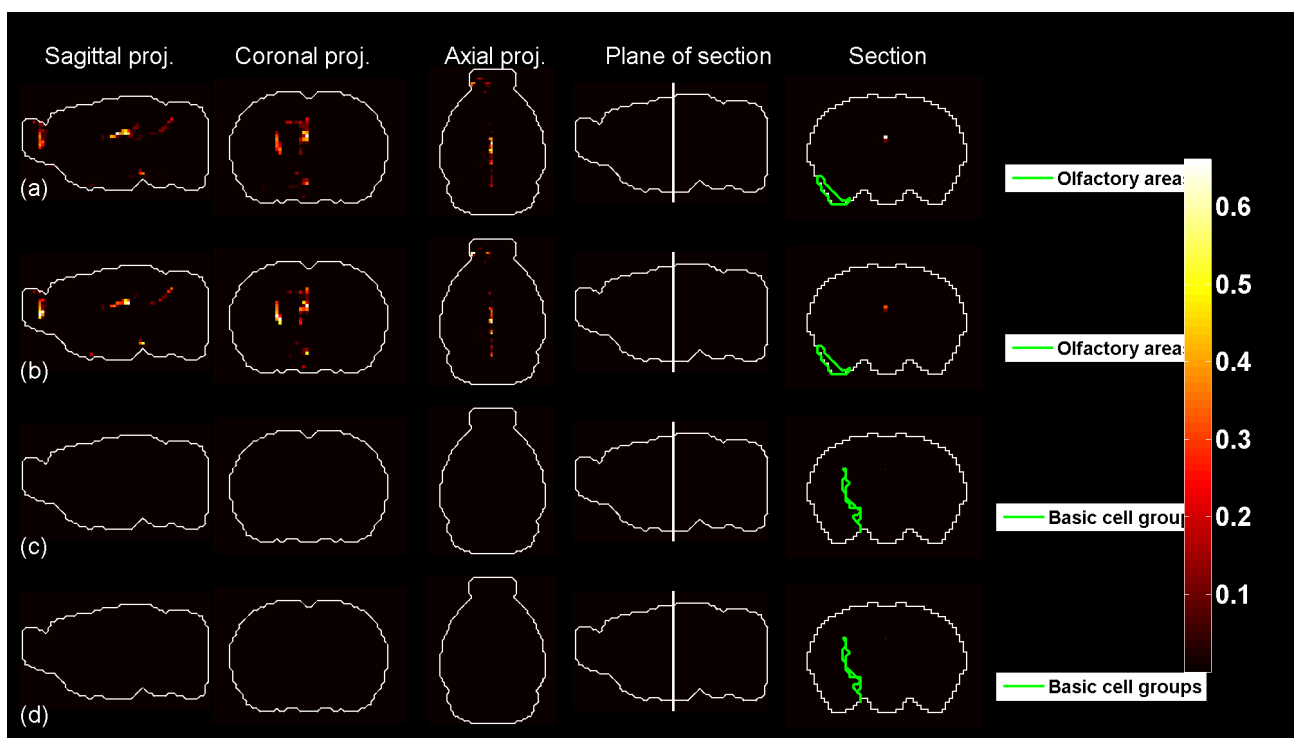 Sagittal proj. Coronal proj. Axial proj. Plane of section Section
(a) Olfactory areas
0.6
(b) Olfactory areas
0.5
0.4
0.3
(c) Basic cell group
0.2
0.1
(d) Basic cell groups